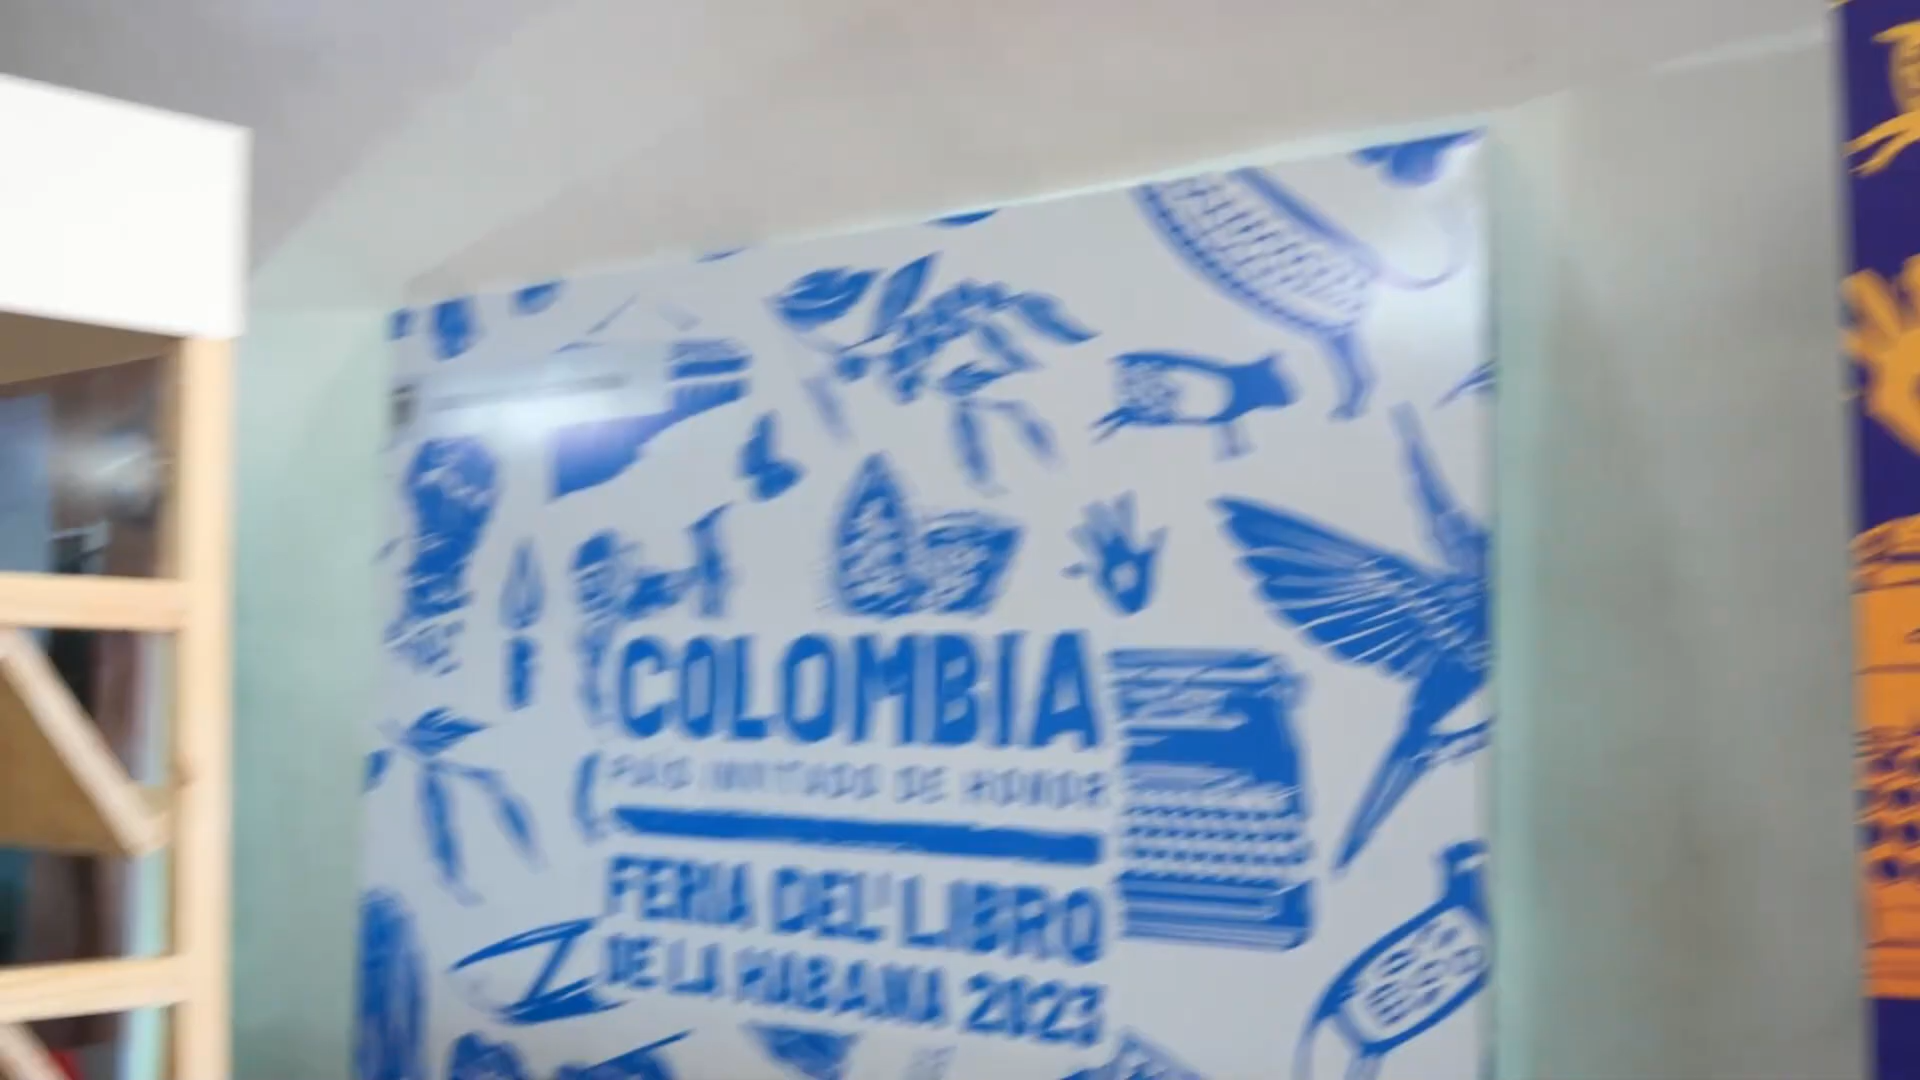 COLOMBIA
PAÍS INVITADO DE HONOR
FERIA DEL LIBRO
DE LA HABANA 2023